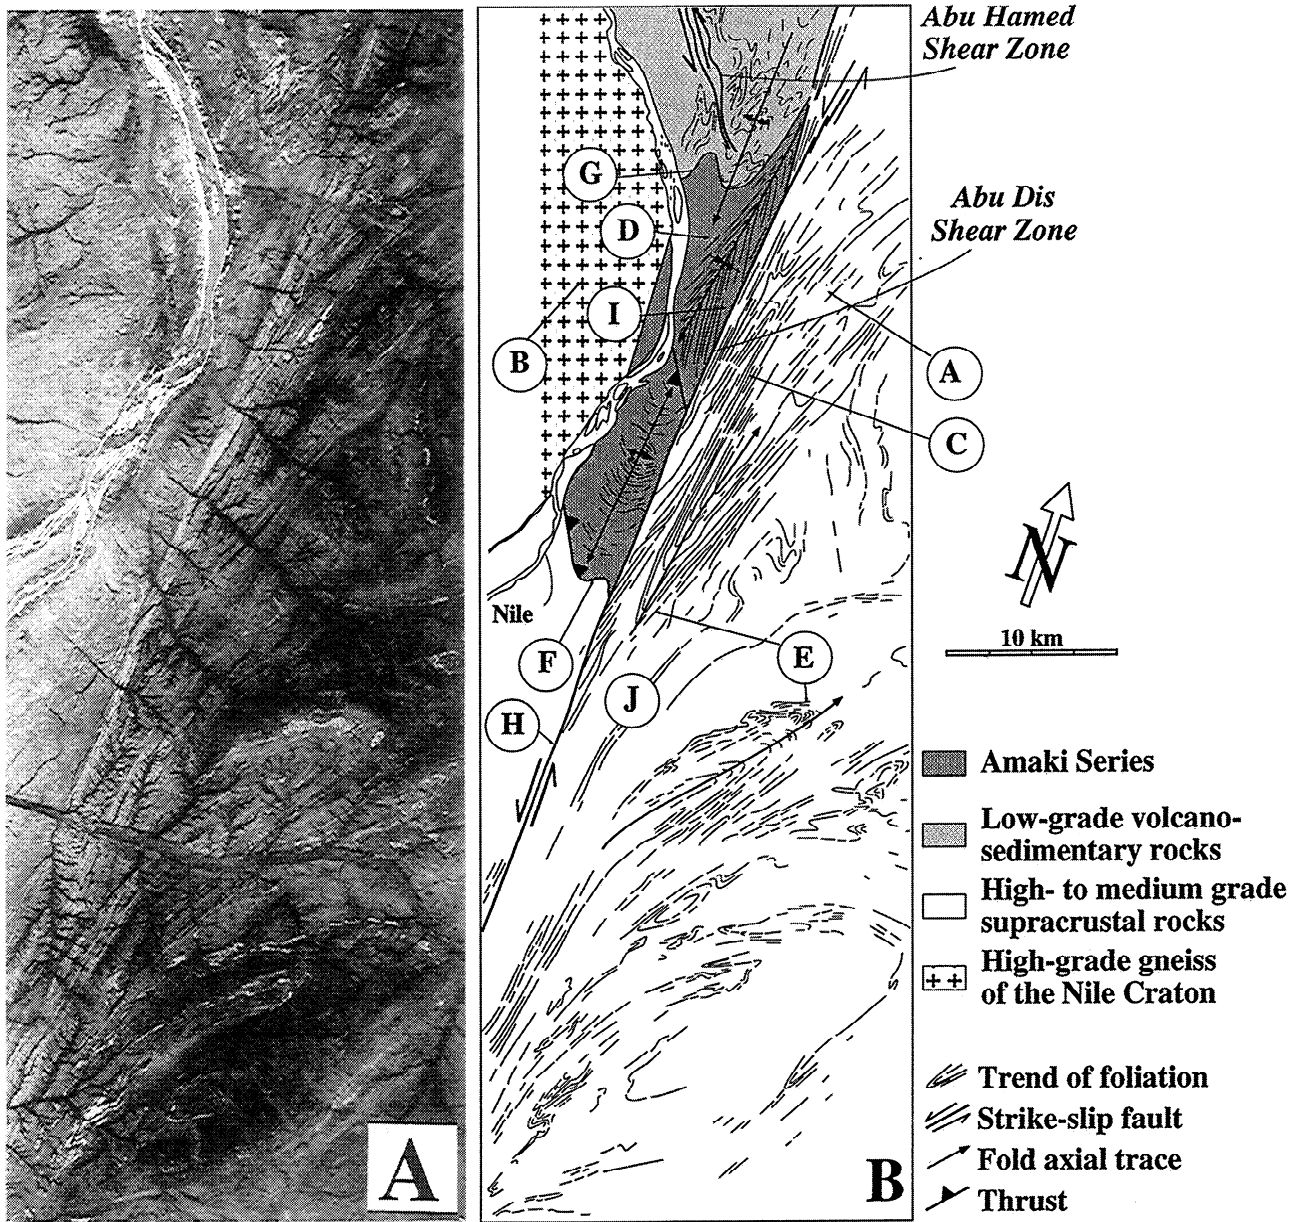 Abu Hamed
Shear Zone
Abu Dis
Shear Zone
G
D
I
B
A
C
N
10 km
Nile
F
E
J
H
Amaki Series
Low-grade volcano-
sedimentary rocks
High- to medium grade
supracrustal rocks
High-grade gneiss
of the Nile Craton
Trend of foliation
Strike-slip fault
Fold axial trace
Thrust
A
B